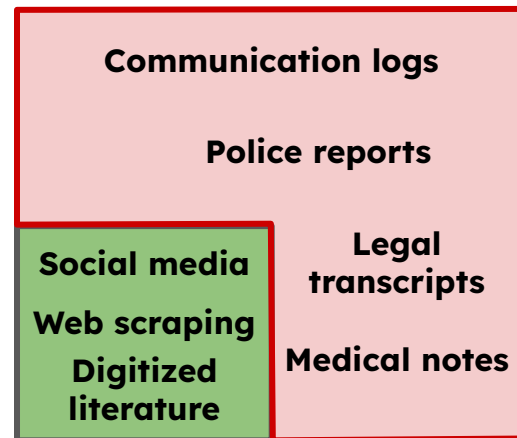 Communication logs
Police reports
Legal
transcripts
Medical notes
Social media
Web scraping
Digitized
literature